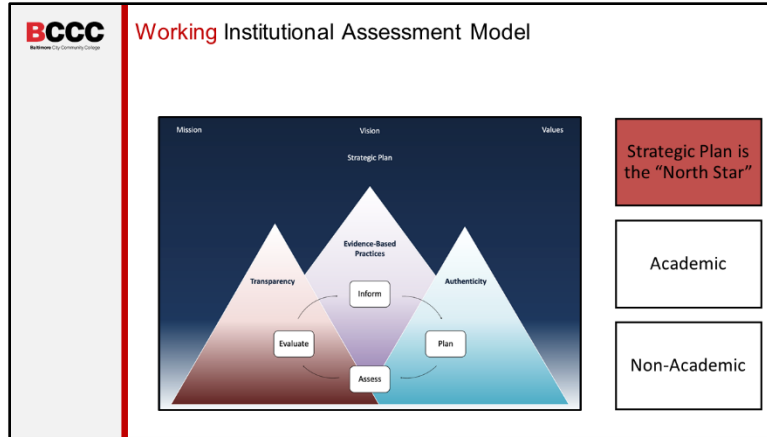 BCCC
Baltimore City Community College
Working Institutional Assessment Model
Mission
Vision
Values
Strategic Plan
Evidence-Based
Practices
Transparency
Authenticity
Inform
Evaluate
Plan
Assess
Strategic Plan is
the “North Star”
Academic
Non-Academic